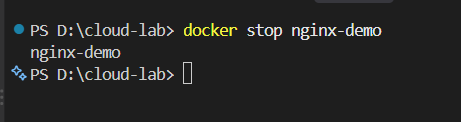 PS D:\cloud-lab> docker stop nginx-demo
nginx-demo
PS D:\cloud-lab>